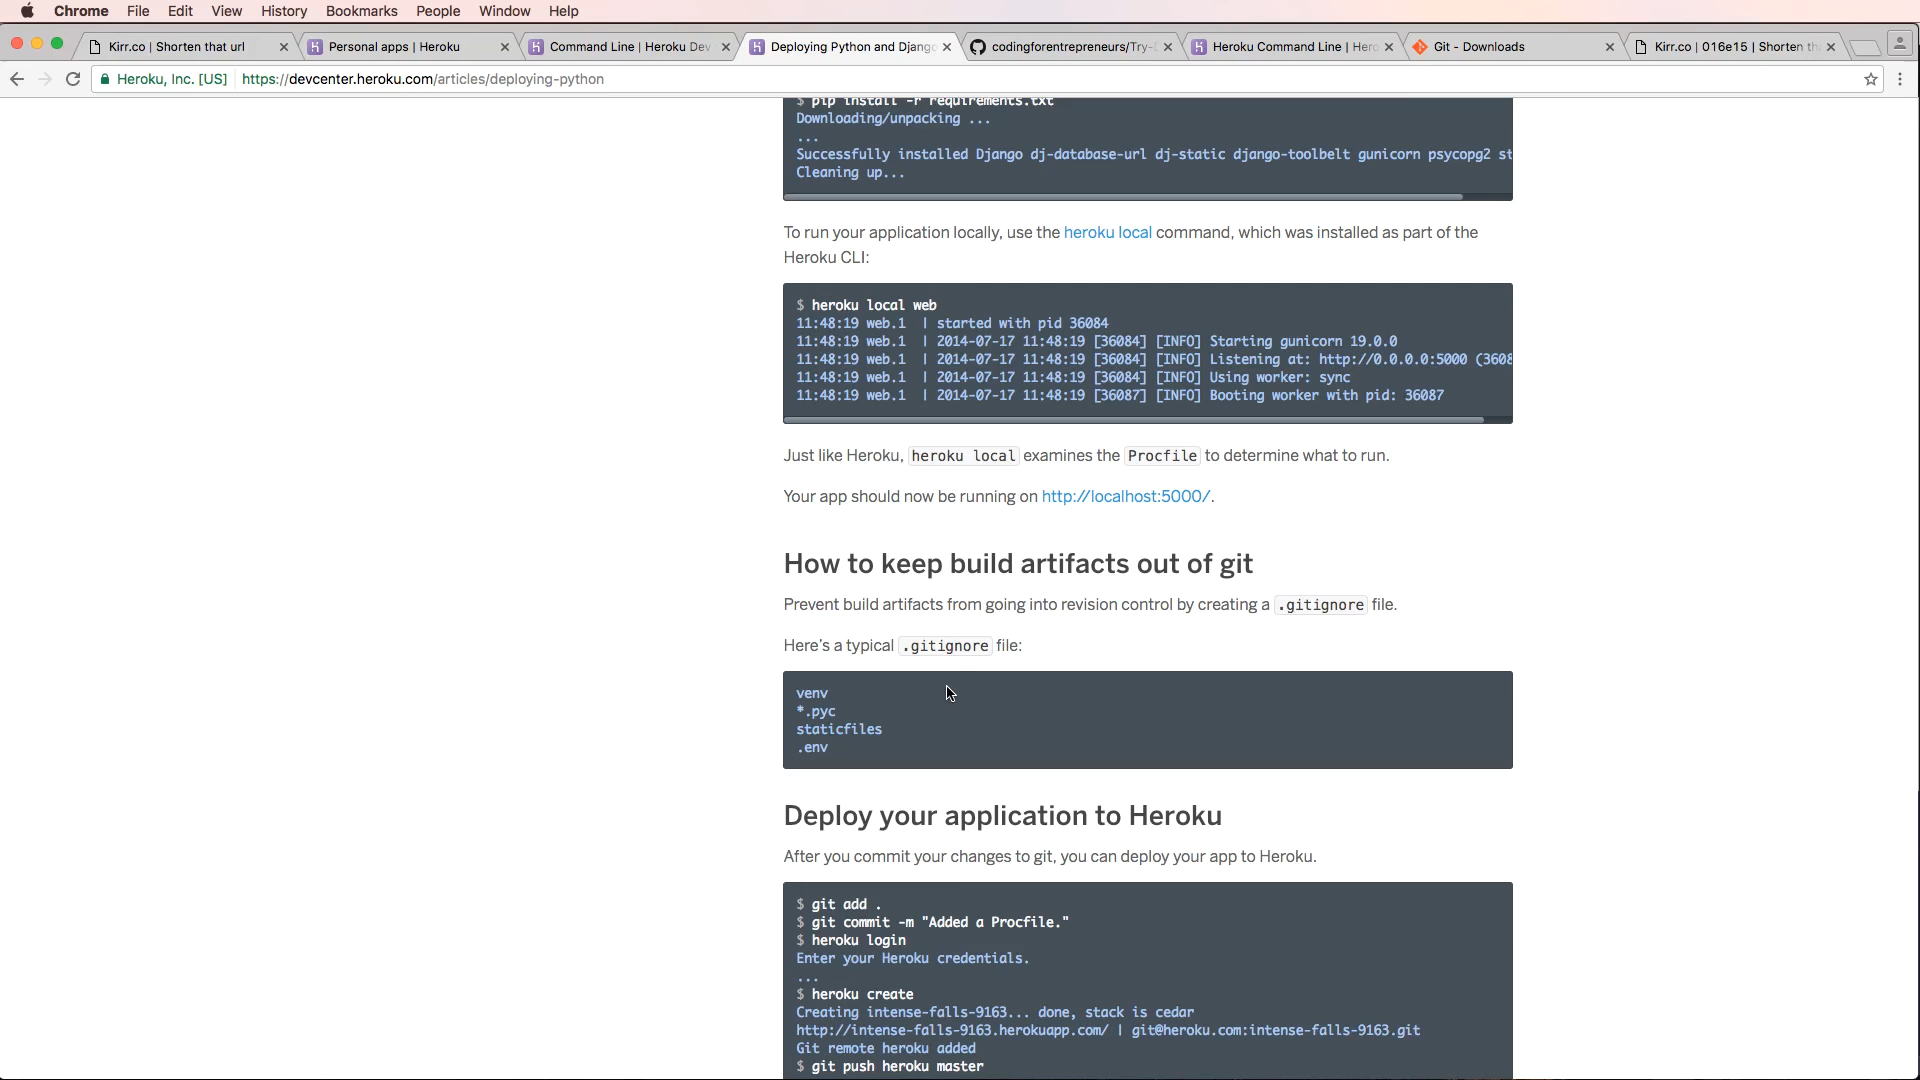 Chrome File Edit View History Bookmarks People Window Help
Kirr.co | Shorten that url
Personal apps | Heroku
Command Line | Heroku Dev
Deploying Python and Django
codingforentrepreneurs/Try-
Heroku Command Line | Hero
Git - Downloads
Kirr.co | 016e15 | Shorten th
Heroku, Inc. [US] https://devcenter.heroku.com/articles/deploying-python
$ pip install -r requirements.txt
Downloading/unpacking ...
...
Successfully installed Django dj-database-url dj-static django-toolbelt gunicorn psycopg2 st
Cleaning up...
To run your application locally, use the heroku local command, which was installed as part of the
Heroku CLI:
$ heroku local web
11:48:19 web.1 | started with pid 36084
11:48:19 web.1 | 2014-07-17 11:48:19 [36084] [INFO] Starting gunicorn 19.0.0
11:48:19 web.1 | 2014-07-17 11:48:19 [36084] [INFO] Listening at: http://0.0.0.0:5000 (3608
11:48:19 web.1 | 2014-07-17 11:48:19 [36084] [INFO] Using worker: sync
11:48:19 web.1 | 2014-07-17 11:48:19 [36087] [INFO] Booting worker with pid: 36087
Just like Heroku, heroku local examines the Procfile to determine what to run.
Your app should now be running on http://localhost:5000/.
How to keep build artifacts out of git
Prevent build artifacts from going into revision control by creating a .gitignore file.
Here's a typical .gitignore file:
venv
*.pyc
staticfiles
.env
Deploy your application to Heroku
After you commit your changes to git, you can deploy your app to Heroku.
$ git add .
$ git commit -m "Added a Procfile."
$ heroku login
Enter your Heroku credentials.
...
$ heroku create
Creating intense-falls-9163... done, stack is cedar
http://intense-falls-9163.herokuapp.com/ | git@heroku.com:intense-falls-9163.git
Git remote heroku added
$ git push heroku master